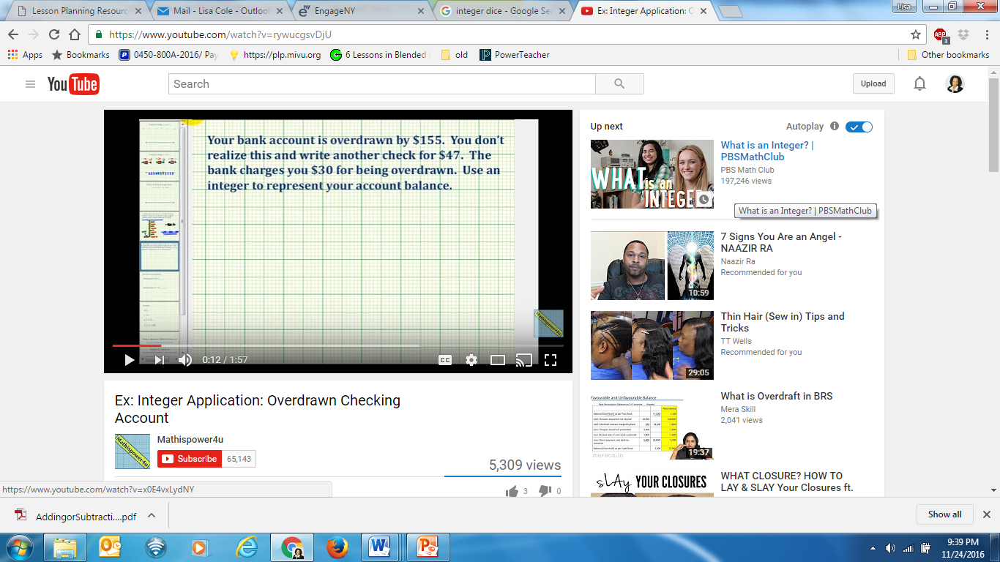 Lisa
Lesson Planning Resourc
Mail - Lisa Cole - Outlook
EngageNY
integer dice - Google Sea
Ex: Integer Application: O
https://www.youtube.com/watch?v=rywucgsvDjU
ABP
3
Apps
Bookmarks
0450-800A-2016/ Pay
https://plp.mivu.org
6 Lessons in Blended
old
PowerTeacher
Other bookmarks
YouTube
Search
Upload
Your bank account is overdrawn by $155. You don't
realize this and write another check for $47. The
bank charges you $30 for being overdrawn. Use an
integer to represent your account balance.
Mathispower4u
0:12 / 1:57
CC
Ex: Integer Application: Overdrawn Checking
Account
Mathispower4u
Mathispower4u
Subscribe 65,143
5,309 views
3 0
Up next
Autoplay
WHAT is an INTEGE
What is an Integer? |
PBSMathClub
PBS Math Club
197,246 views
What is an Integer? | PBSMathClub
10:59
7 Signs You Are an Angel -
NAAZIR RA
Naazir Ra
Recommended for you
29:05
Thin Hair (Sew in) Tips and
Tricks
TT Wells
Recommended for you
Favourable and Unfavourable Balance
meraca.in
19:37
What is Overdraft in BRS
Mera Skill
2,041 views
slAy YOUR CLOSURES
WHAT CLOSURE? HOW TO
LAY & SLAY Your Closures ft.
https://www.youtube.com/watch?v=x0E4vxLydNY
AddingorSubtracti....pdf
Show all
9:39 PM
11/24/2016